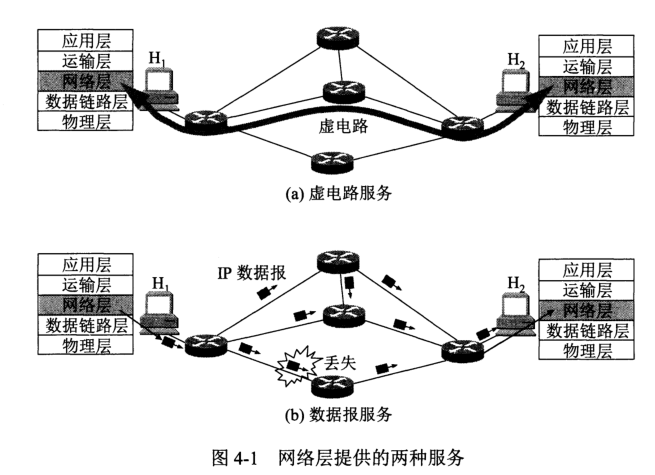 应用层
运输层
网络层
数据链路层
物理层
H1
H2
应用层
运输层
网络层
数据链路层
物理层
虚电路
(a) 虚电路服务
应用层
运输层
网络层
数据链路层
物理层
H1
IP 数据报
H2
应用层
运输层
网络层
数据链路层
物理层
丢失
(b) 数据报服务
图 4-1 网络层提供的两种服务